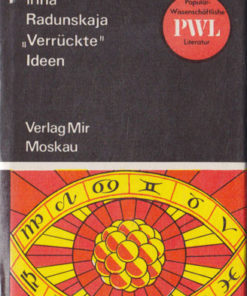 Irina
Radunskaja
„Verrückte"
Ideen
Verlag Mir
Moskau
Populär-
Wissenschaftliche
PWL
Literatur